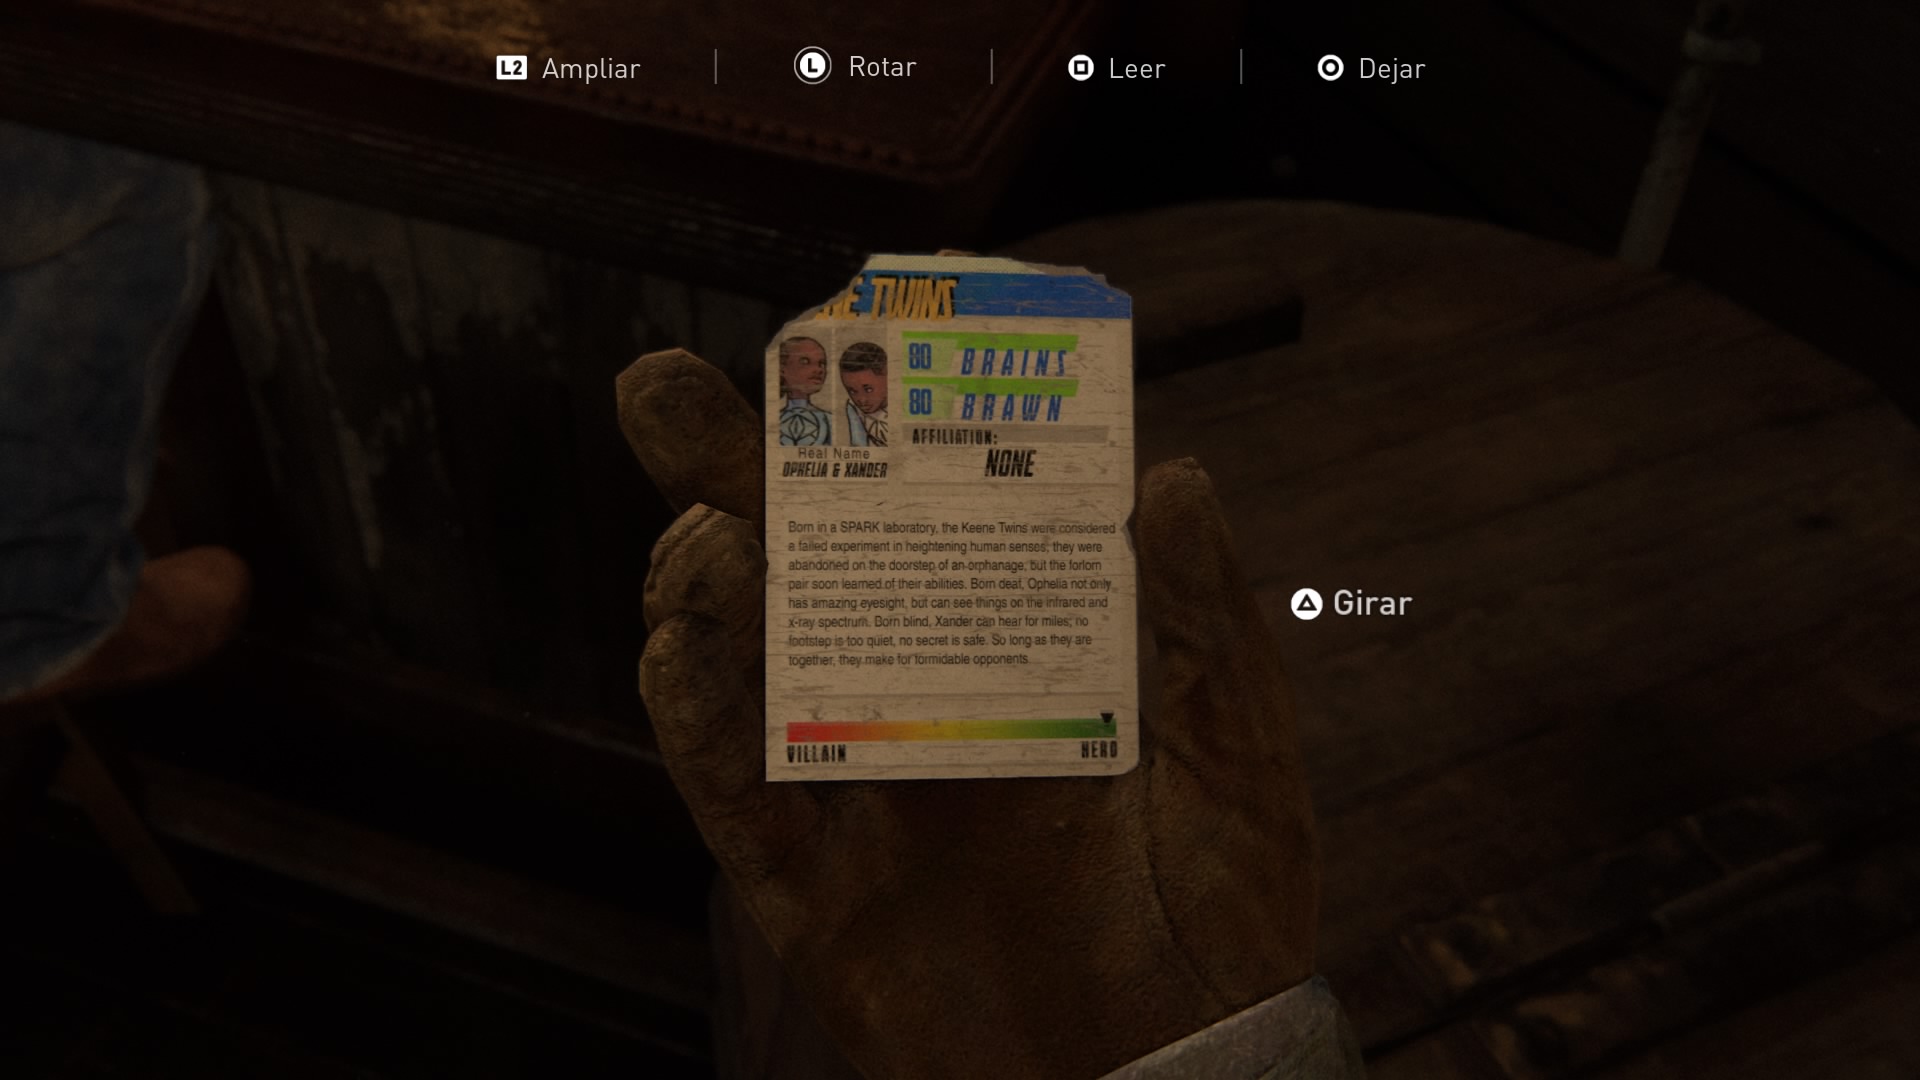 L2 Ampliar
L Rotar
Leer
Dejar
NE TWINS
80 BRAINS
80 BRAWN
AFFILIATION:
NONE
Real Name
OPHELIA & XANDER
Born in a SPARK laboratory, the Keene Twins were considered
a failed experiment in heightening human senses; they were
abandoned on the doorstep of an orphanage, but the forlorn
pair soon learned of their abilities. Born deaf, Ophelia not only
has amazing eyesight, but can see things on the infrared and
x-ray spectrum. Born blind, Xander can hear for miles; no
footstep is too quiet, no secret is safe. So long as they are
together, they make for formidable opponents
Girar
VILLAIN
HERO